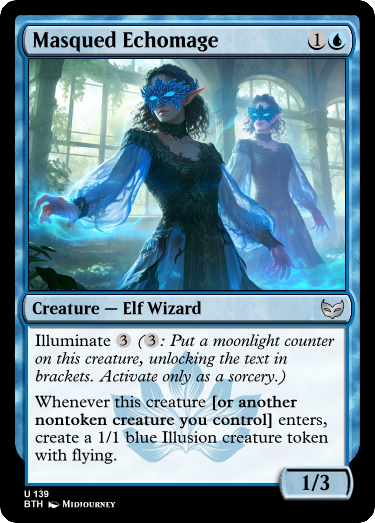 Masqued Echomage 1
Creature — Elf Wizard
Illuminate 3 (3: Put a moonlight counter
on this creature, unlocking the text in
brackets. Activate only as a sorcery.)
Whenever this creature [or another
nontoken creature you control] enters,
create a 1/1 blue Illusion creature token
with flying.
1/3
U 139
BTH Midjourney